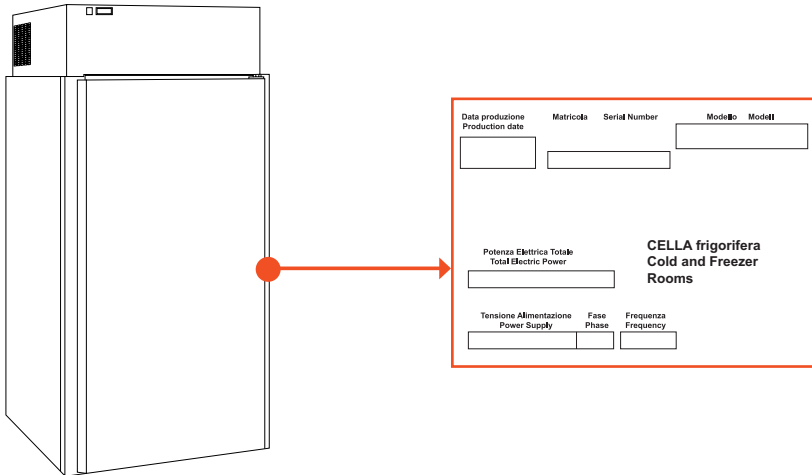 Data produzione
Production date
Matricola Serial Number
Modello Modell
Potenza Elettrica Totale
Total Electric Power
CELLA frigorifera
Cold and Freezer
Rooms
Tensione Alimentazione
Power Supply
Fase
Phase
Frequenza
Frequency